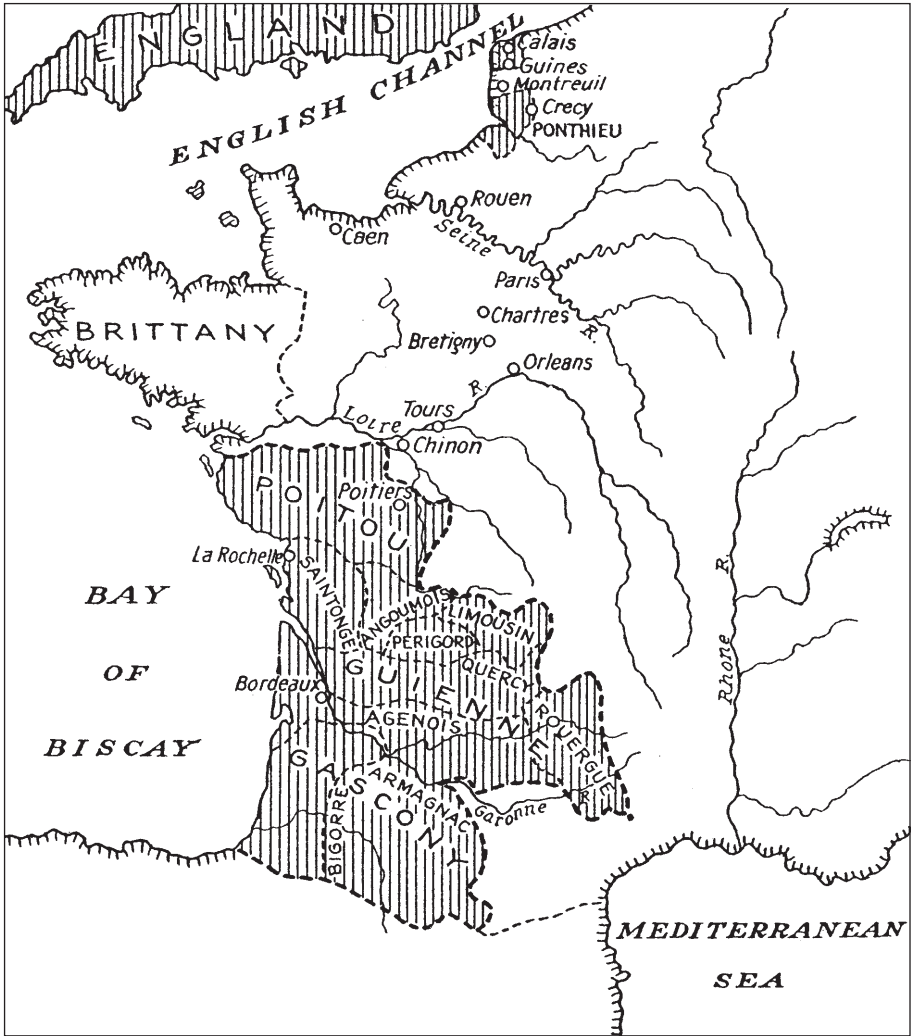 ENGLAND
ENGLISH CHANNEL
Calais
Guines
Montreuil
Crecy
PONTHIEU
Rouen
Seine
Caen
Paris
Chartres
R.
BRITTANY
Bretigny
Orleans
R.
Loire
Tours
Chinon
POITOU
Poitiers
La Rochelle
SAINTONGE
ANGOUMOIS
LIMOUSIN
PERIGORD
BAY
OF
BISCAY
GUIENNE
QUERCY
Rhone R.
Bordeaux
AGENOIS
ROUERGUE
GASCONY
ARMAGNAC
BIGORRE
Garonne
R.
MEDITERRANEAN
SEA